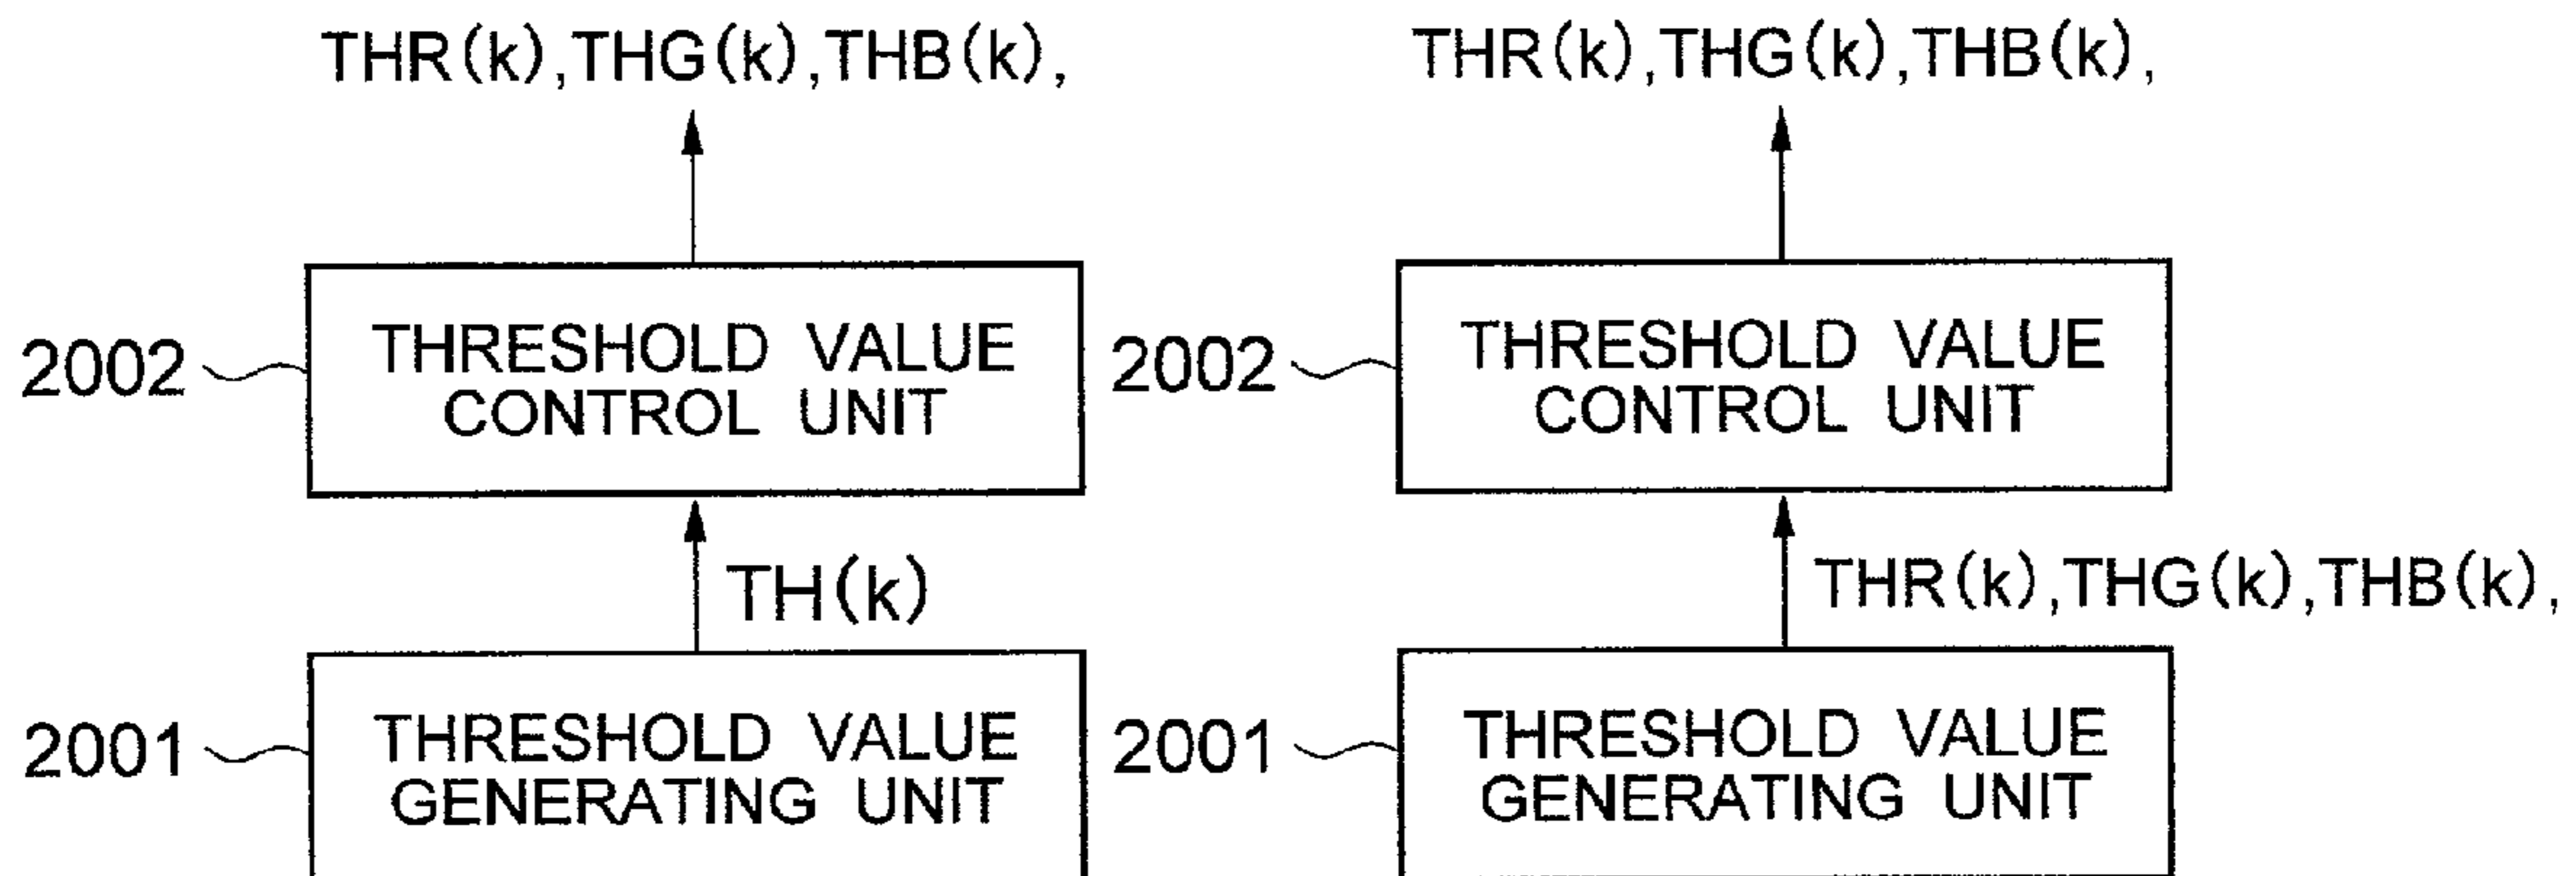 THR(k),THG(k),THB(k),
2002
THRESHOLD VALUE
CONTROL UNIT
TH(k)
2001
THRESHOLD VALUE
GENERATING UNIT
THR(k),THG(k),THB(k),
2002
THRESHOLD VALUE
CONTROL UNIT
THR(k),THG(k),THB(k),
2001
THRESHOLD VALUE
GENERATING UNIT